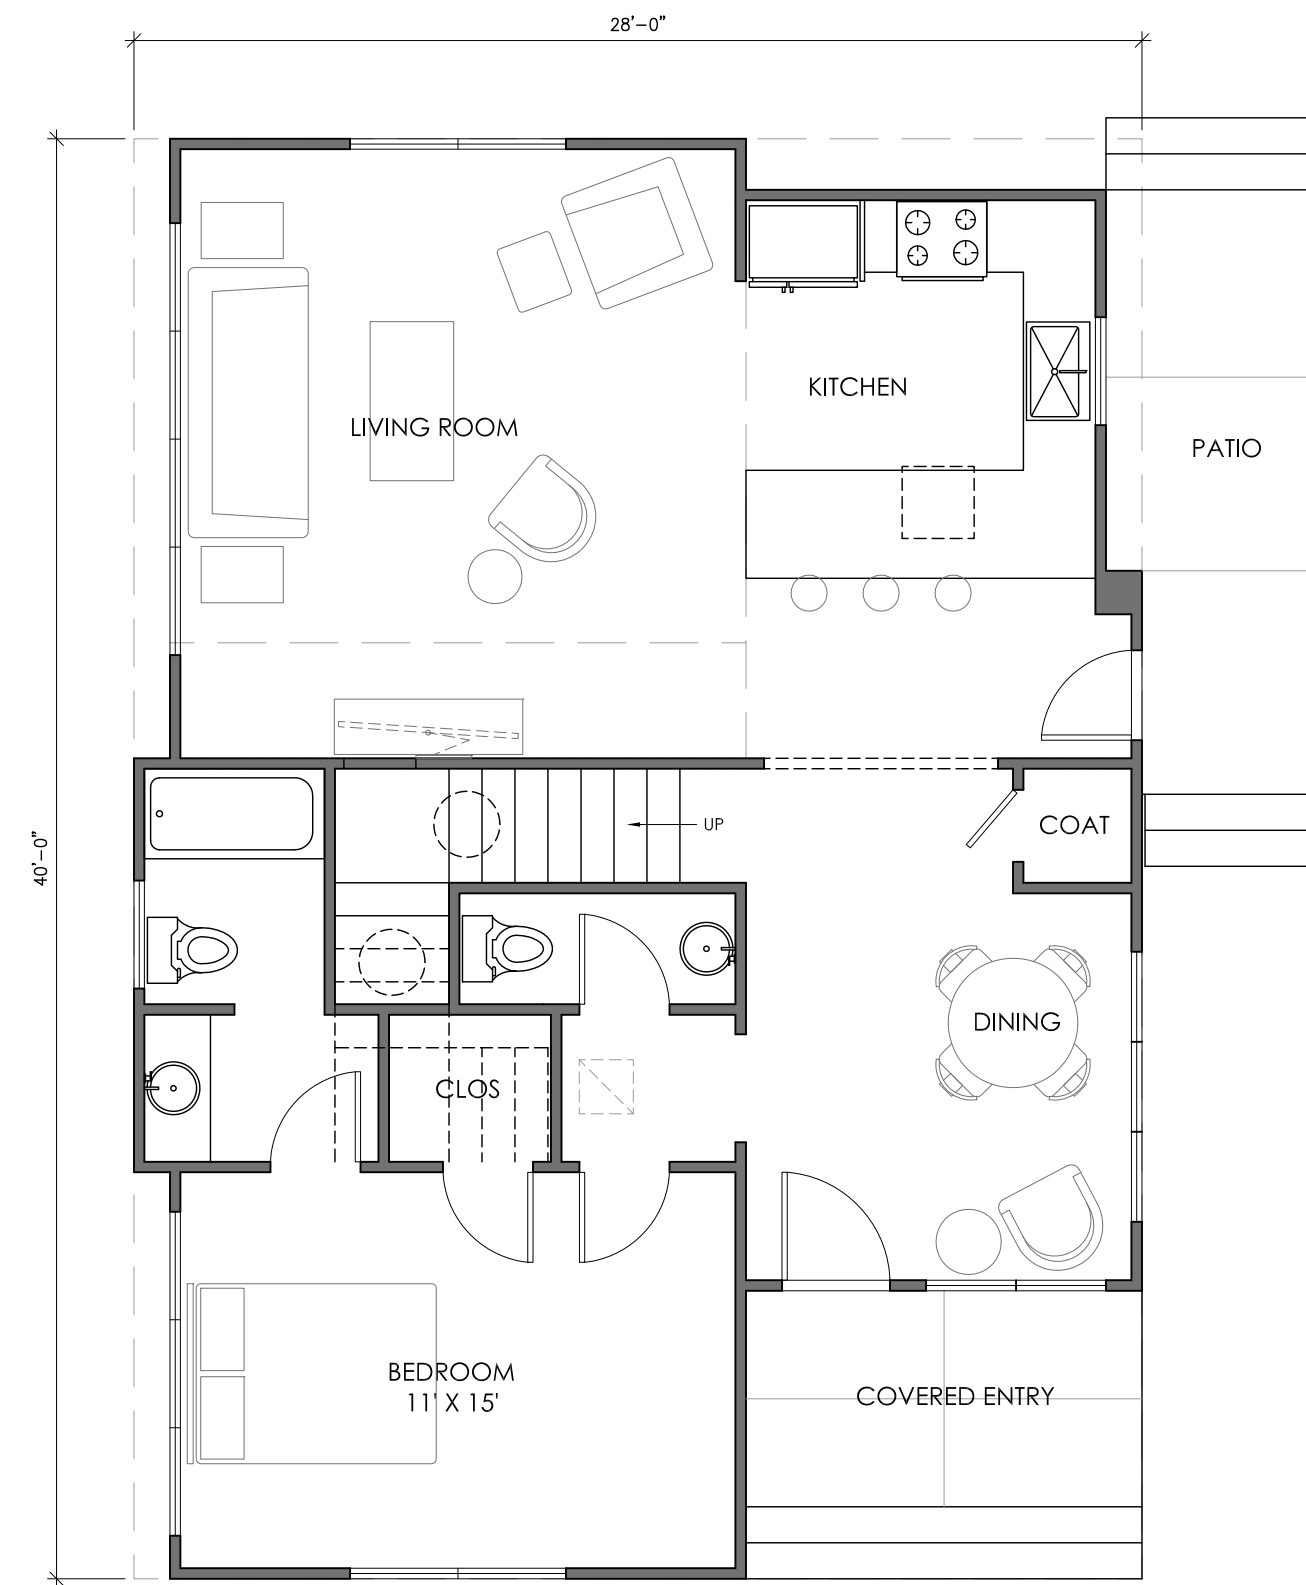 28'-0"
KITCHEN
LIVING ROOM
PATIO
UP
COAT
40'-0"
DINING
CLOS
BEDROOM
11' X 15'
COVERED ENTRY